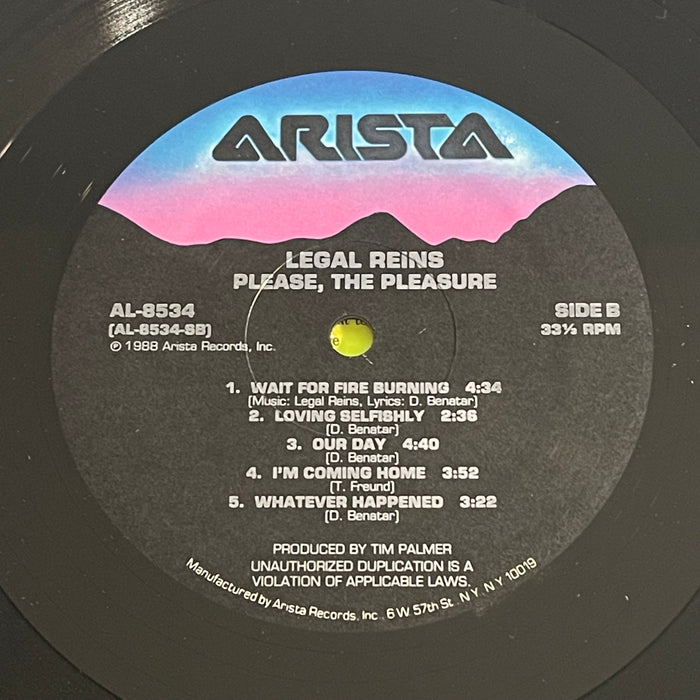 ARISTA
LEGAL REiNS
PLEASE, THE PLEASURE
AL-8534
(AL-8534-SB)
℗ 1988 Arista Records, Inc.
SIDE B
33⅓ RPM
1. WAIT FOR FIRE BURNING 4:34
(Music: Legal Reins, Lyrics: D. Benatar)
2. LOVING SELFISHLY 2:36
(D. Benatar)
3. OUR DAY 4:40
(D. Benatar)
4. I'M COMING HOME 3:52
(T. Freund)
5. WHATEVER HAPPENED 3:22
(D. Benatar)
PRODUCED BY TIM PALMER
UNAUTHORIZED DUPLICATION IS A
VIOLATION OF APPLICABLE LAWS.
Manufactured by Arista Records, Inc. 6 W. 57th St. N.Y. N.Y 10019